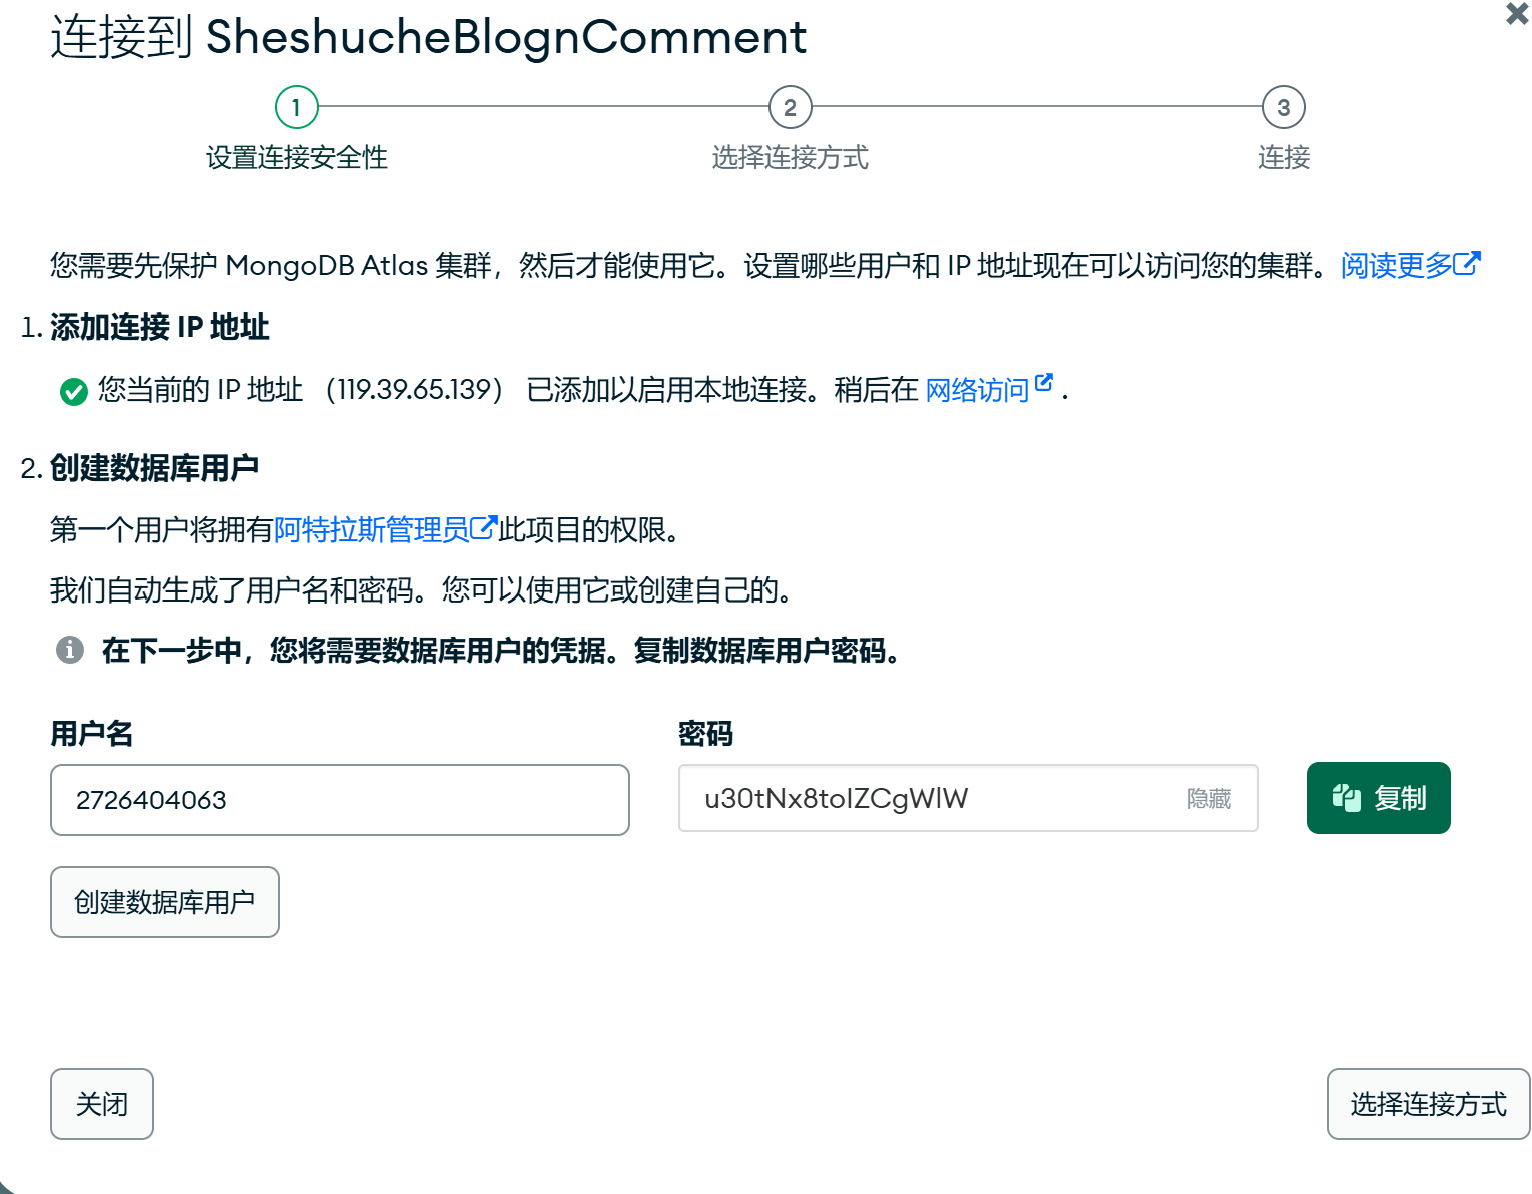 连接到 SheshucheBlognComment
1
2
3
设置连接安全性
选择连接方式
连接
您需要先保护 MongoDB Atlas 集群，然后才能使用它。设置哪些用户和 IP 地址现在可以访问您的集群。阅读更多
1. 添加连接 IP 地址
您当前的 IP 地址 （119.39.65.139） 已添加以启用本地连接。稍后在 网络访问 .
2. 创建数据库用户
第一个用户将拥有阿特拉斯管理员此项目的权限。
我们自动生成了用户名和密码。您可以使用它或创建自己的。
在下一步中，您将需要数据库用户的凭据。复制数据库用户密码。
用户名
密码
2726404063
u30tNx8tolZCgWlW
隐藏
复制
创建数据库用户
关闭
选择连接方式